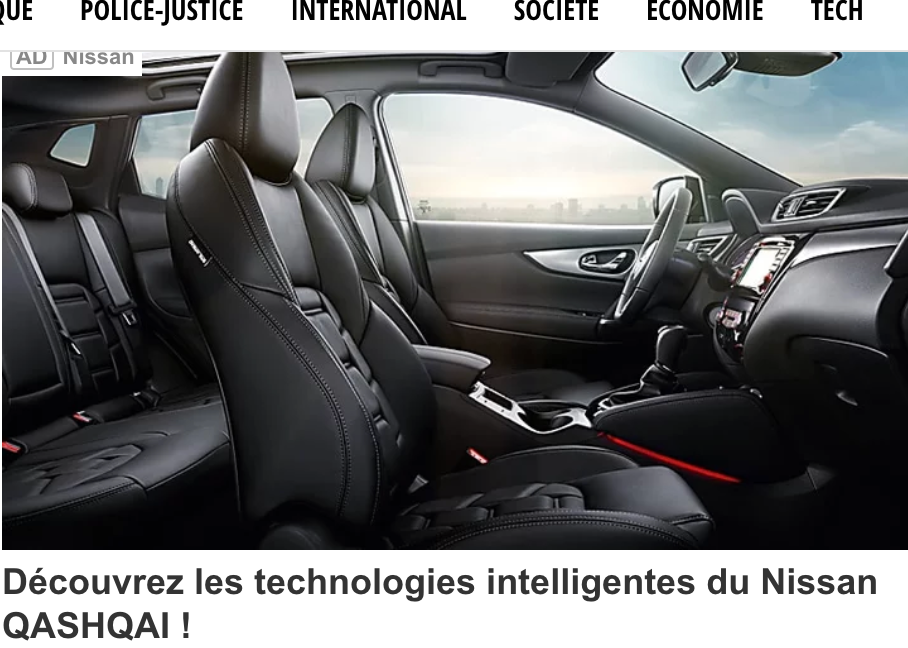 QUE POLICE-JUSTICE INTERNATIONAL SOCIÉTÉ ÉCONOMIE TECH
AD Nissan
Découvrez les technologies intelligentes du Nissan
QASHQAI !